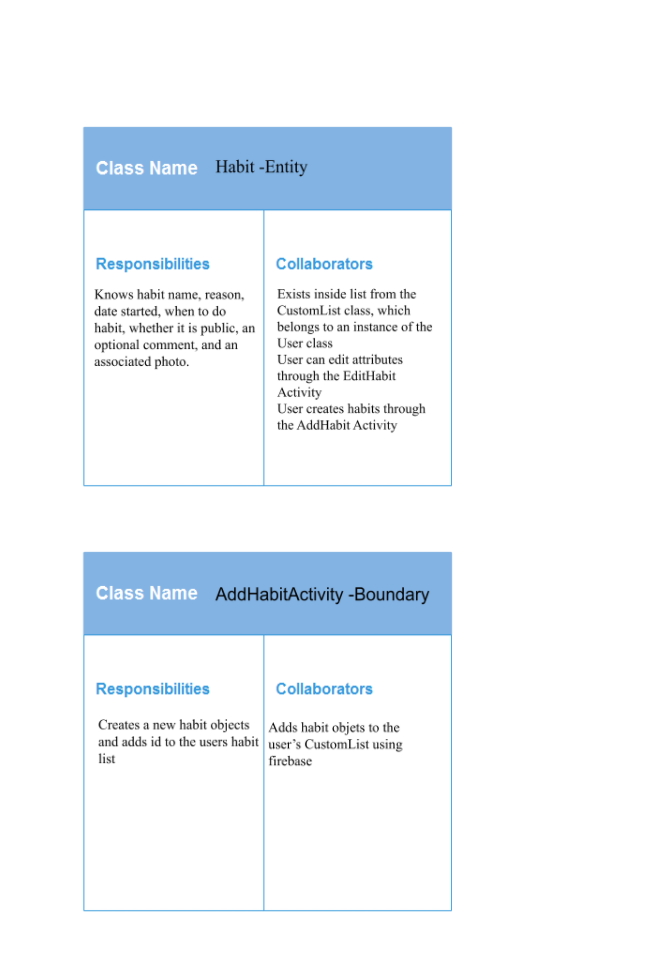 Class Name Habit -Entity
Responsibilities
Knows habit name, reason,
date started, when to do
habit, whether it is public, an
optional comment, and an
associated photo.
Collaborators
Exists inside list from the
CustomList class, which
belongs to an instance of the
User class
User can edit attributes
through the EditHabit
Activity
User creates habits through
the AddHabit Activity
Class Name AddHabitActivity -Boundary
Responsibilities
Creates a new habit objects
and adds id to the users habit
list
Collaborators
Adds habit objets to the
user’s CustomList using
firebase